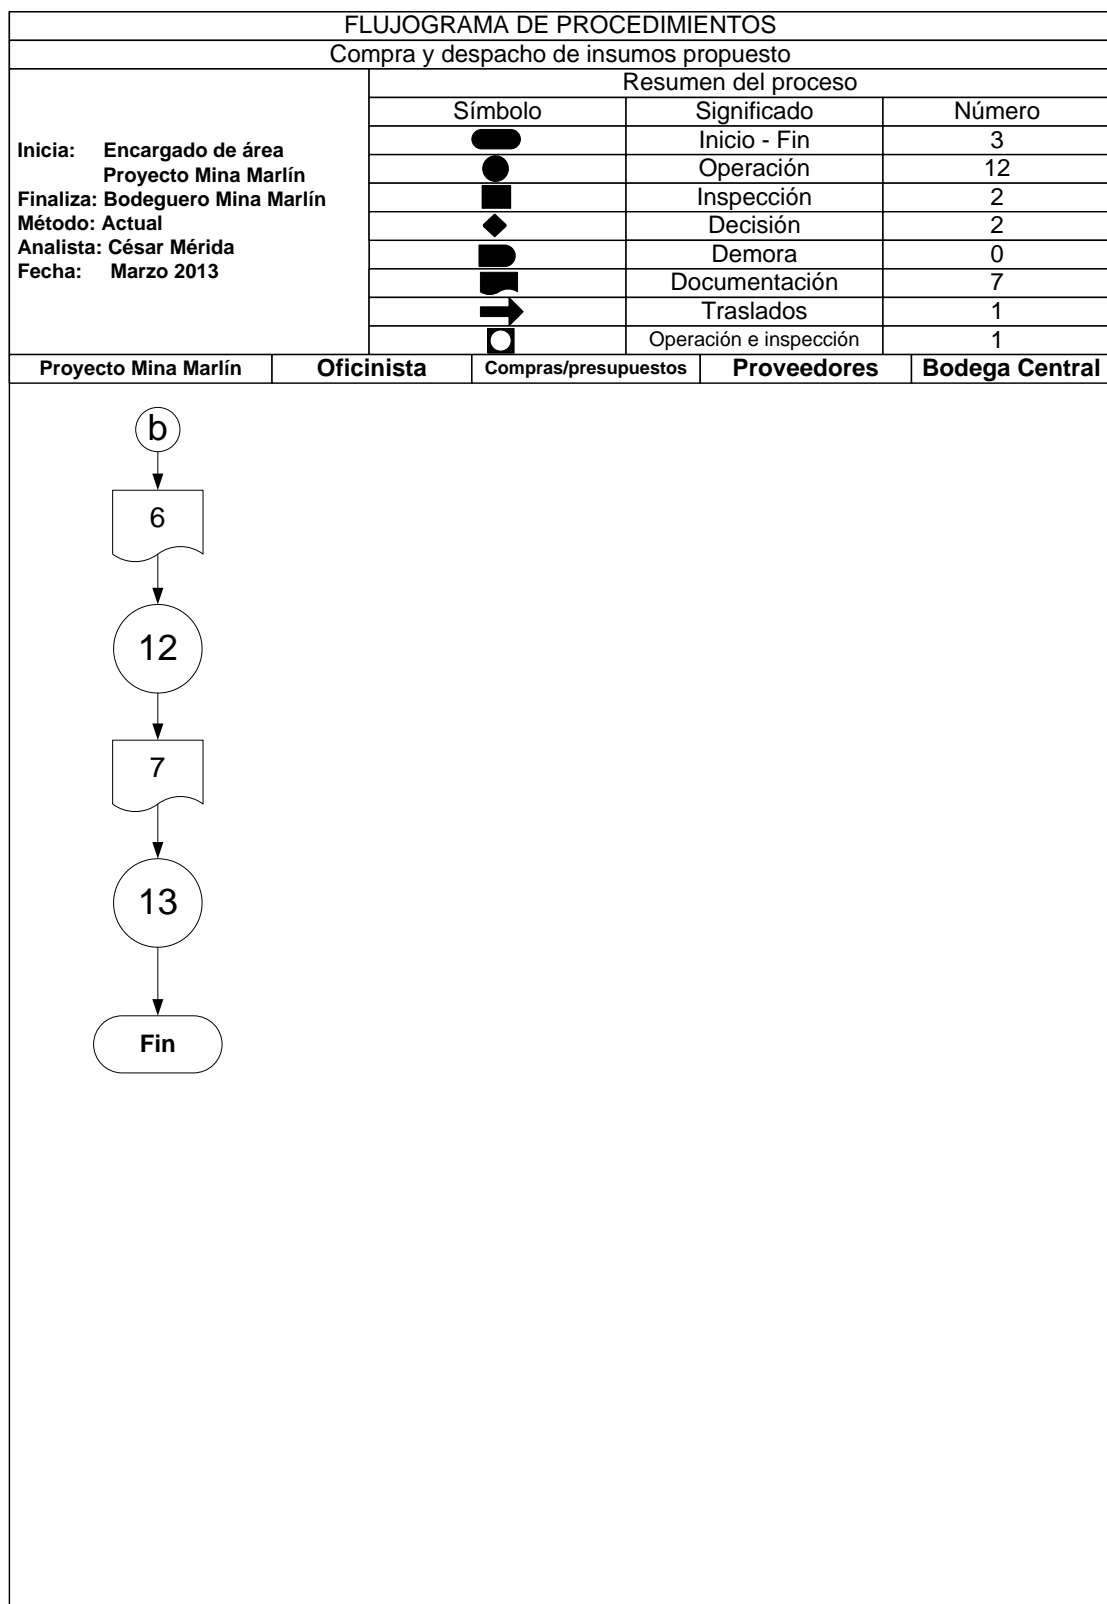 FLUJOGRAMA DE PROCEDIMIENTOS
Compra y despacho de insumos propuesto
Inicia: Encargado de área
Proyecto Mina Marlín
Finaliza: Bodeguero Mina Marlín
Método: Actual
Analista: César Mérida
Fecha: Marzo 2013
Resumen del proceso
Símbolo Significado Número
Inicio - Fin 3
Operación 12
Inspección 2
Decisión 2
Demora 0
Documentación 7
Traslados 1
Operación e inspección 1
Proyecto Mina Marlín Oficinista Compras/presupuestos Proveedores Bodega Central
b
6
12
7
13
Fin